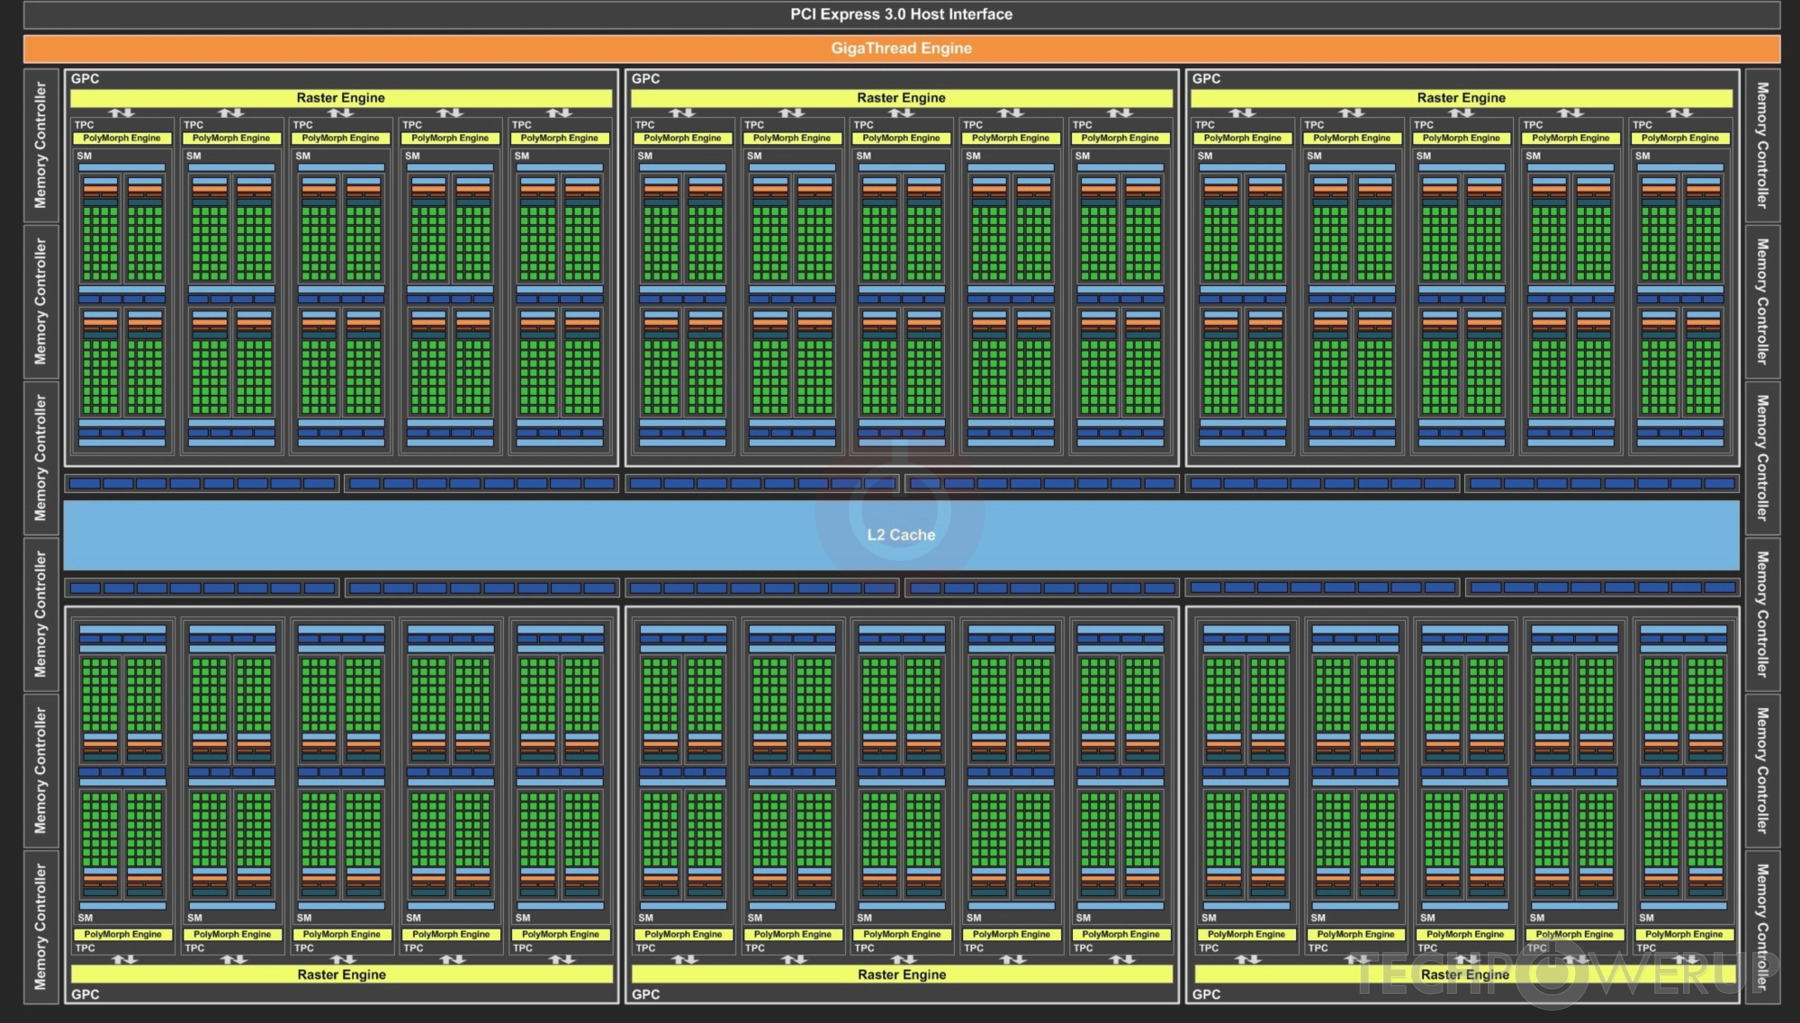 PCI Express 3.0 Host Interface
GigaThread Engine
Memory Controller
Memory Controller
Memory Controller
Memory Controller
Memory Controller
Memory Controller
GPC GPC GPC
Raster Engine Raster Engine Raster Engine
TPC TPC TPC TPC TPC TPC TPC TPC TPC TPC TPC TPC TPC TPC TPC
PolyMorph Engine PolyMorph Engine PolyMorph Engine PolyMorph Engine PolyMorph Engine PolyMorph Engine PolyMorph Engine PolyMorph Engine PolyMorph Engine PolyMorph Engine PolyMorph Engine PolyMorph Engine PolyMorph Engine PolyMorph Engine PolyMorph Engine
SM SM SM SM SM SM SM SM SM SM SM SM SM SM SM
L2 Cache
SM SM SM SM SM SM SM SM SM SM SM SM SM SM SM
PolyMorph Engine PolyMorph Engine PolyMorph Engine PolyMorph Engine PolyMorph Engine PolyMorph Engine PolyMorph Engine PolyMorph Engine PolyMorph Engine PolyMorph Engine PolyMorph Engine PolyMorph Engine PolyMorph Engine PolyMorph Engine PolyMorph Engine
TPC TPC TPC TPC TPC TPC TPC TPC TPC TPC TPC TPC TPC TPC TPC
Raster Engine Raster Engine Raster Engine
GPC GPC GPC
Memory Controller
Memory Controller
Memory Controller
Memory Controller
Memory Controller
Memory Controller
TECHPOWERUP